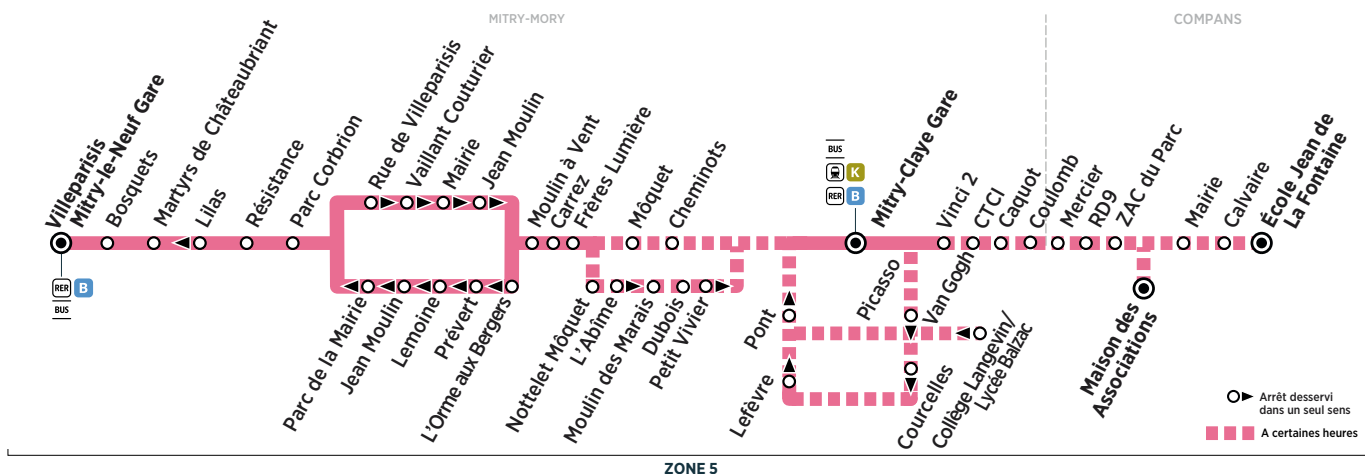 MITRY-MORY
COMPANS
Villeparisis
Mitry-le-Neuf Gare
RER B
BUS
Bosquets
Martyrs de Châteaubriant
Lilas
Résistance
Parc Corbrion
Rue de Villeparisis
Vaillant Couturier
Mairie
Jean Moulin
Parc de la Mairie
Jean Moulin
Lemoine
Prévert
L'Orme aux Bergers
Moulin à Vent
Carrez
Frères Lumière
Môquet
Cheminots
Nottelet Môquet
L'Abîme
Moulin des Marais
Dubois
Petit Vivier
BUS
K
RER B
Mitry-Claye Gare
Pont
Lefèvre
Picasso
Van Gogh
Courcelles
Collège Langevin/
Lycée Balzac
Vinci 2
CTCI
Caquot
Coulomb
Mercier
RD9
ZAC du Parc
Mairie
Calvaire
École Jean de
La Fontaine
Maison des
Associations
Arrêt desservi
dans un seul sens
A certaines heures
ZONE 5